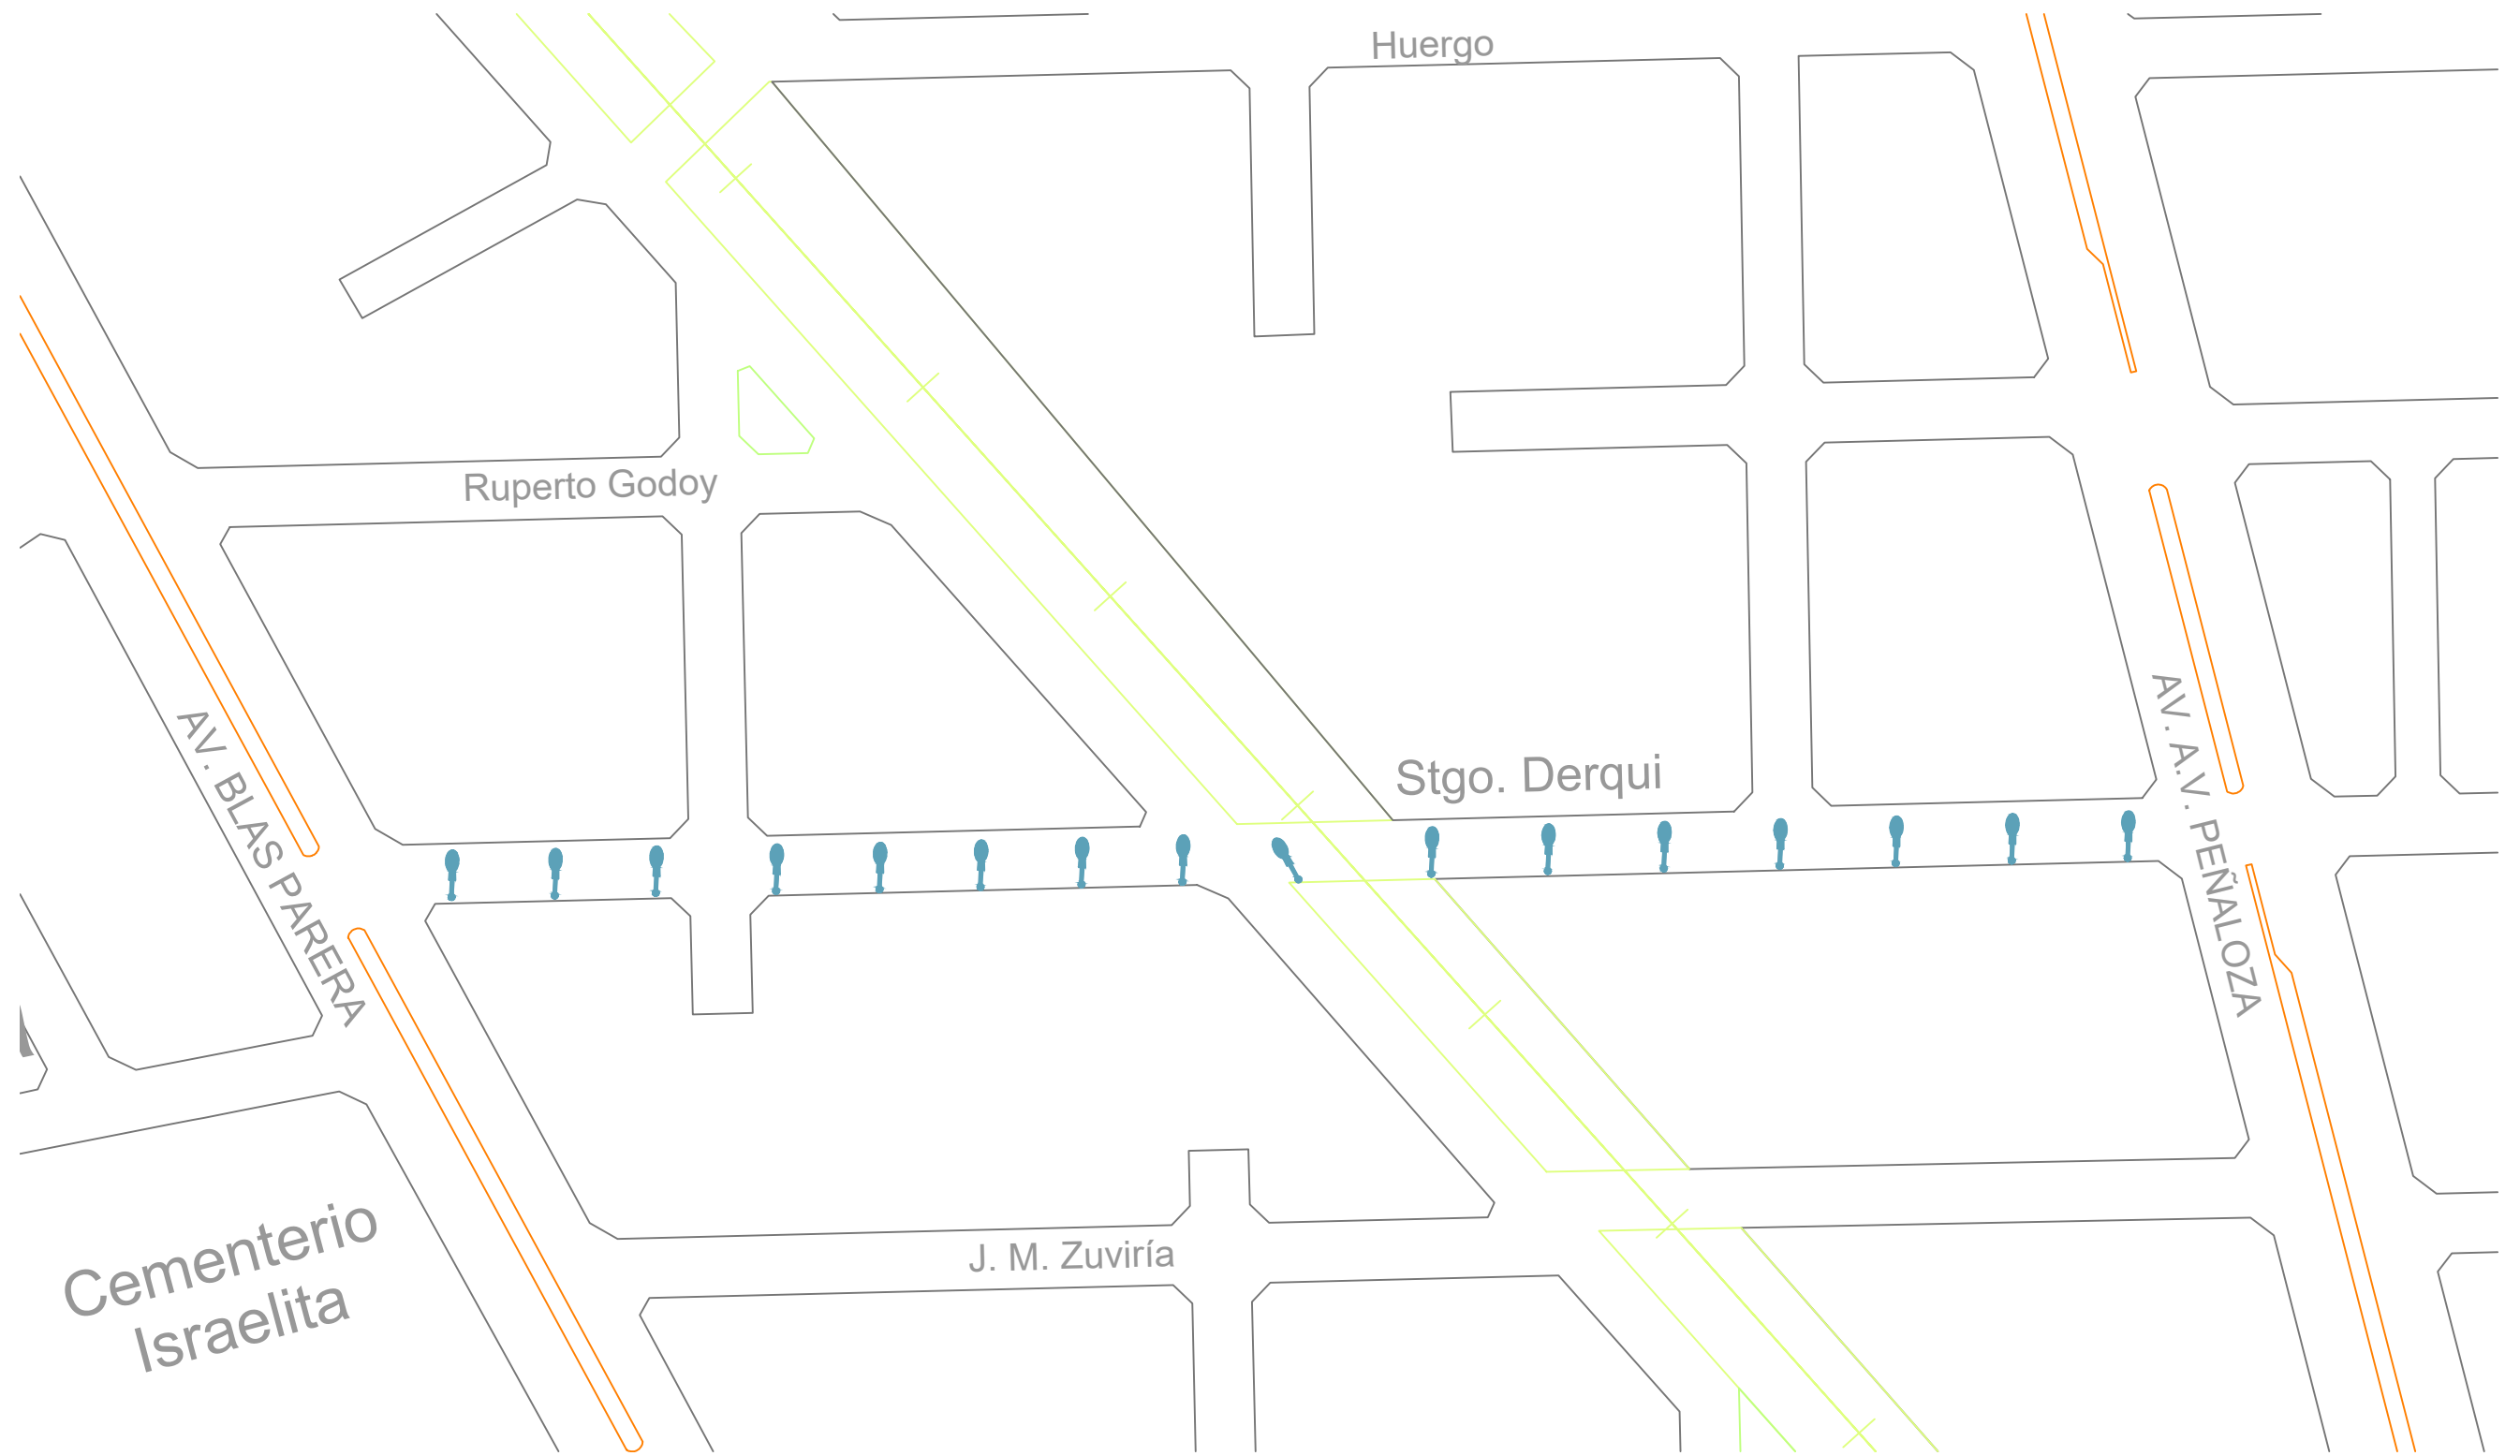 Huergo
Ruperto Godoy
Stgo. Derqui
AV. BLAS PARERA
AV. A.V. PEÑALOZA
J. M. Zuviría
Cementerio
Israelita